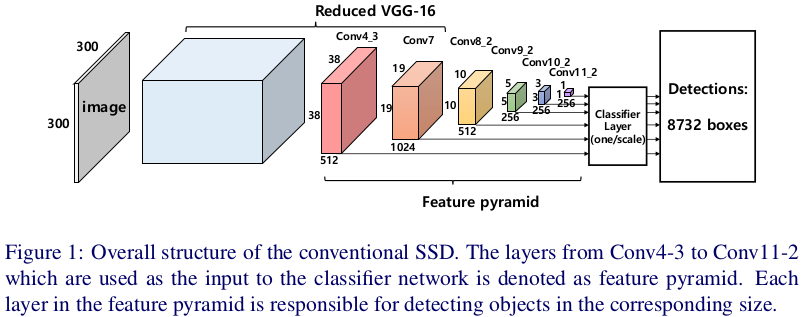 Reduced VGG-16
300
300
image
Conv4_3
38
38
512
Conv7
19
19
1024
Conv8_2
10
10
512
Conv9_2
5
5
256
Conv10_2
3
3
256
Conv11_2
1
1
256
Classifier
Layer
(one/scale)
Detections:
8732 boxes
Feature pyramid
Figure 1: Overall structure of the conventional SSD. The layers from Conv4-3 to Conv11-2
which are used as the input to the classifier network is denoted as feature pyramid. Each
layer in the feature pyramid is responsible for detecting objects in the corresponding size.